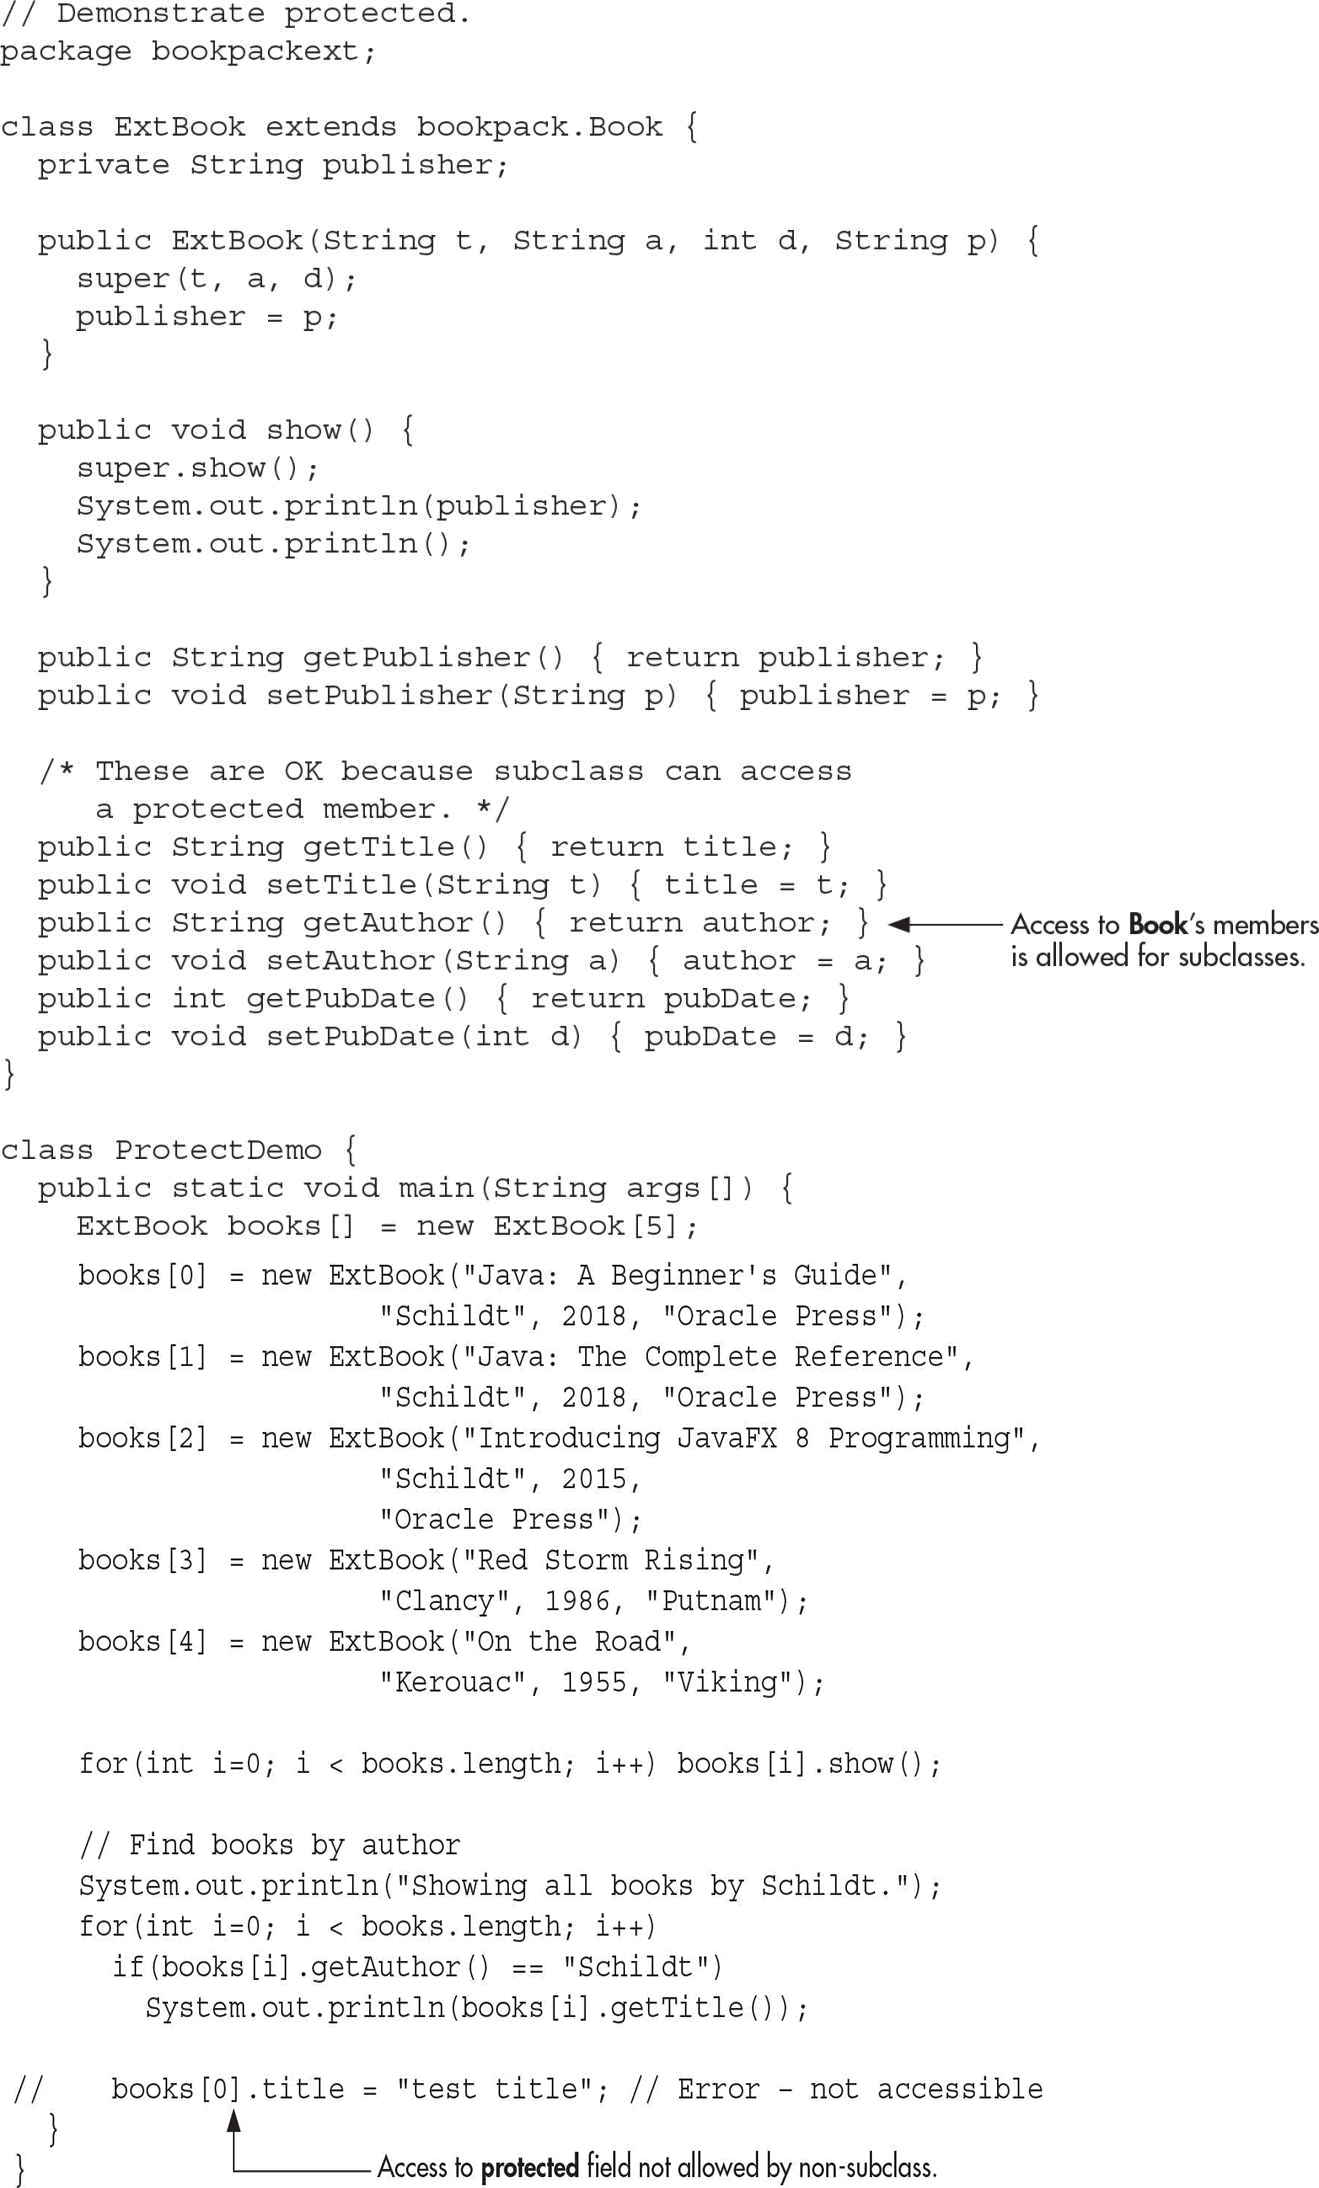 // Demonstrate protected.
package bookpackext;

class ExtBook extends bookpack.Book {
  private String publisher;

  public ExtBook(String t, String a, int d, String p) {
    super(t, a, d);
    publisher = p;
  }

  public void show() {
    super.show();
    System.out.println(publisher);
    System.out.println();
  }

  public String getPublisher() { return publisher; }
  public void setPublisher(String p) { publisher = p; }

  /* These are OK because subclass can access
     a protected member. */
  public String getTitle() { return title; }
  public void setTitle(String t) { title = t; }
  public String getAuthor() { return author; }
Access to Book's members
is allowed for subclasses.
  public void setAuthor(String a) { author = a; }
  public int getPubDate() { return pubDate; }
  public void setPubDate(int d) { pubDate = d; }
}

class ProtectDemo {
  public static void main(String args[]) {
    ExtBook books[] = new ExtBook[5];
    books[0] = new ExtBook("Java: A Beginner's Guide",
                      "Schildt", 2018, "Oracle Press");
    books[1] = new ExtBook("Java: The Complete Reference",
                      "Schildt", 2018, "Oracle Press");
    books[2] = new ExtBook("Introducing JavaFX 8 Programming",
                      "Schildt", 2015,
                      "Oracle Press");
    books[3] = new ExtBook("Red Storm Rising",
                      "Clancy", 1986, "Putnam");
    books[4] = new ExtBook("On the Road",
                      "Kerouac", 1955, "Viking");

    for(int i=0; i < books.length; i++) books[i].show();

    // Find books by author
    System.out.println("Showing all books by Schildt.");
    for(int i=0; i < books.length; i++)
      if(books[i].getAuthor() == "Schildt")
        System.out.println(books[i].getTitle());

//    books[0].title = "test title"; // Error – not accessible
  }
}
Access to protected field not allowed by non-subclass.